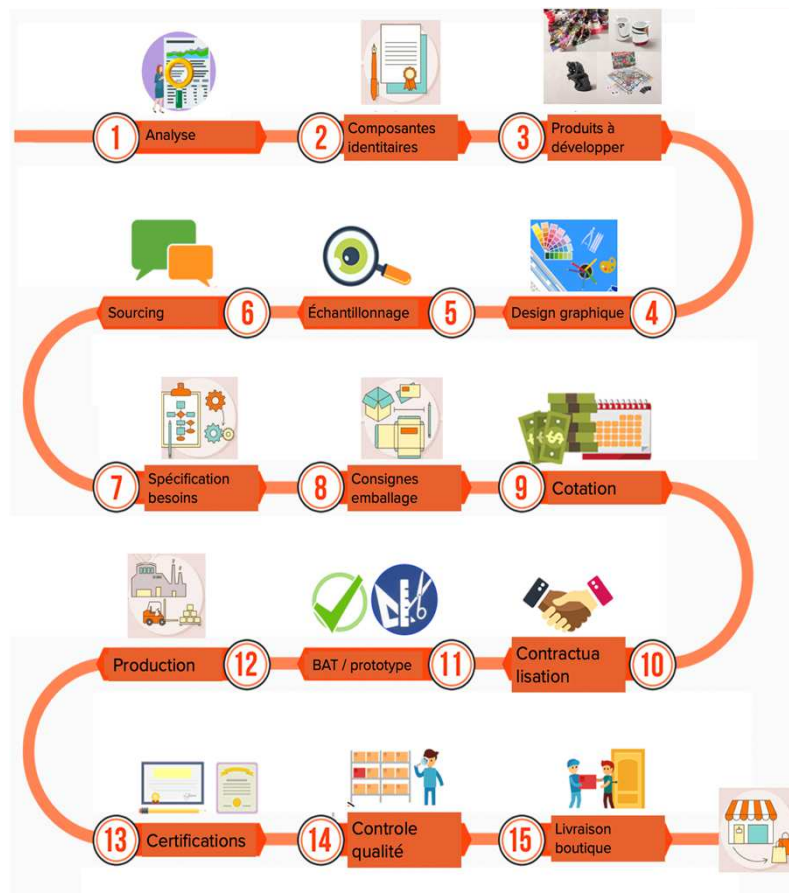 1
Analyse
2
Composantes
identitaires
3
Produits à
développer
4
Design graphique
5
Échantillonnage
6
Sourcing
7
Spécification
besoins
8
Consignes
emballage
9
Cotation
10
Contractua
lisation
11
BAT / prototype
12
Production
13
Certifications
14
Controle
qualité
15
Livraison
boutique